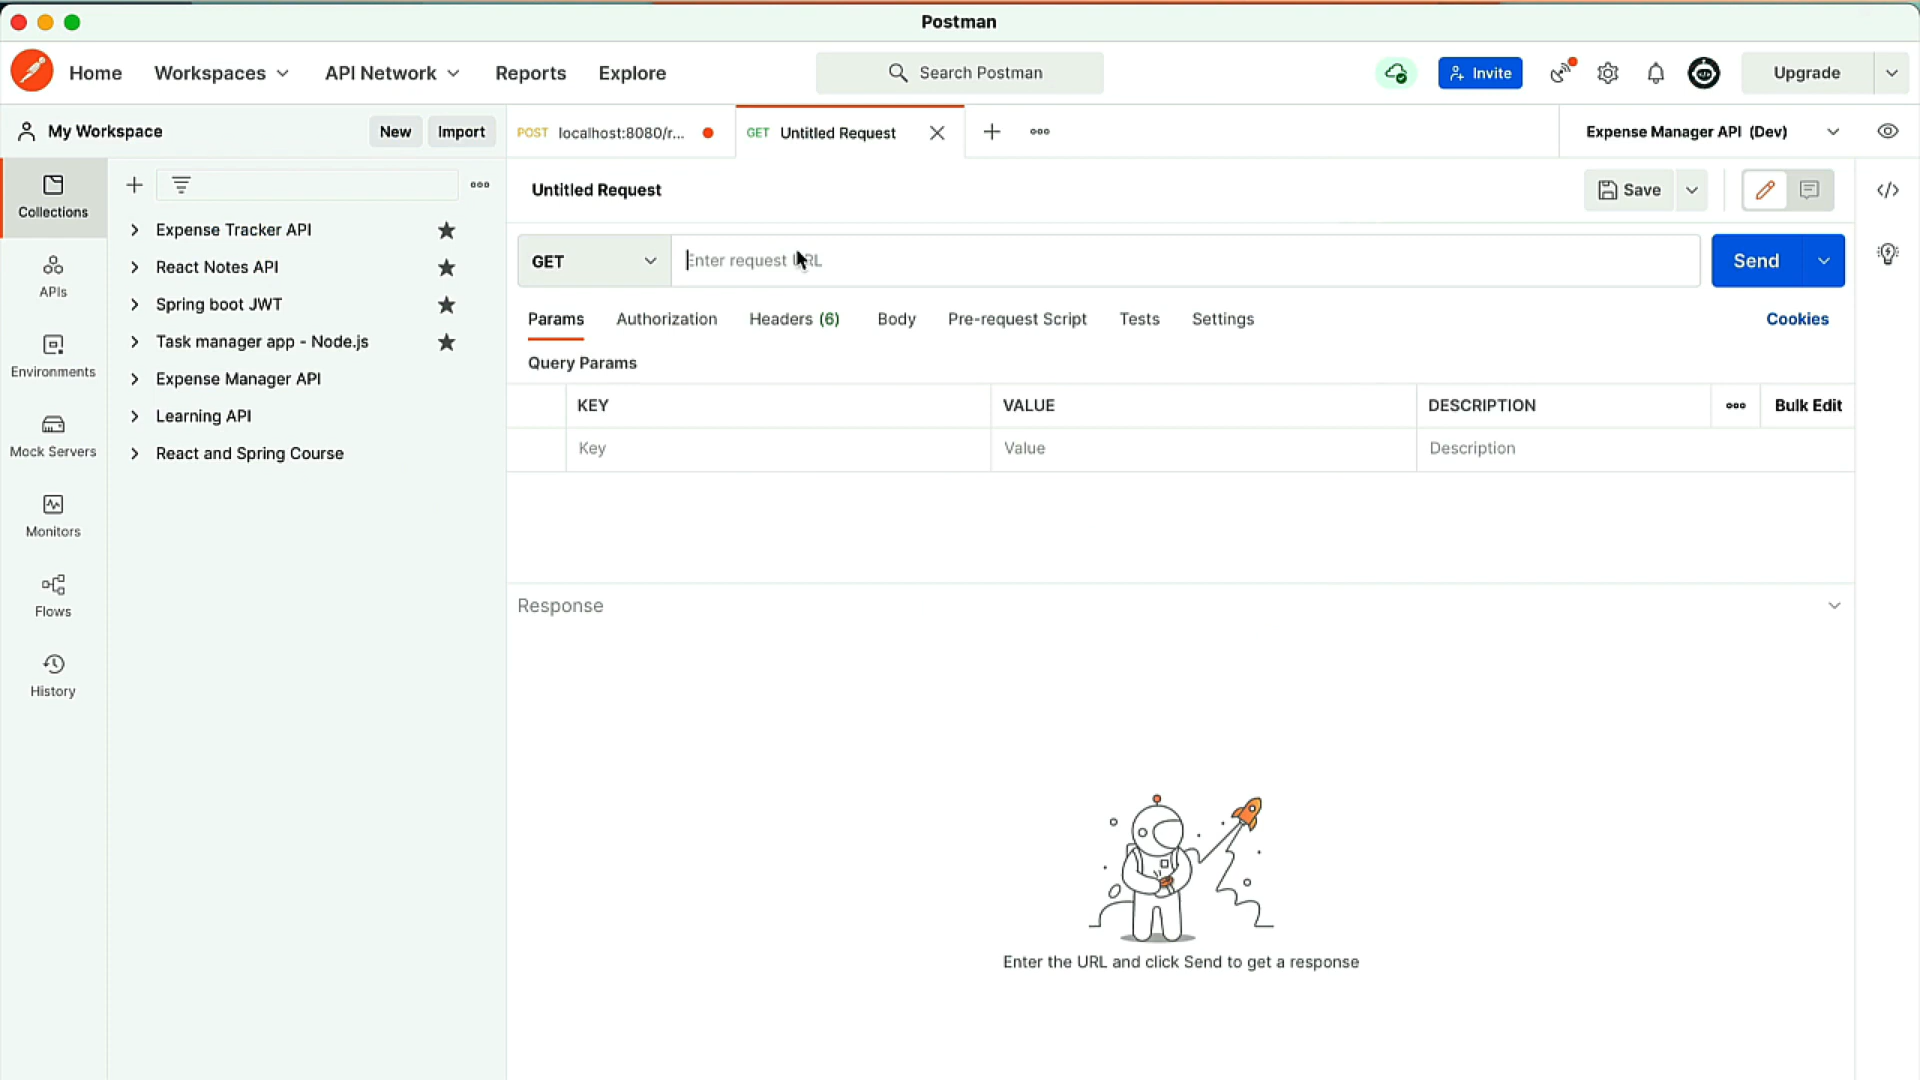 Postman
Home Workspaces API Network Reports Explore Search Postman Invite Upgrade
My Workspace New Import POST localhost:8080/r... GET Untitled Request Expense Manager API (Dev)
Collections
APIs
Environments
Mock Servers
Monitors
Flows
History
Expense Tracker API
React Notes API
Spring boot JWT
Task manager app - Node.js
Expense Manager API
Learning API
React and Spring Course
Untitled Request Save
GET Enter request URL Send
Params Authorization Headers (6) Body Pre-request Script Tests Settings Cookies
Query Params
KEY VALUE DESCRIPTION Bulk Edit
Key Value Description
Response
Enter the URL and click Send to get a response